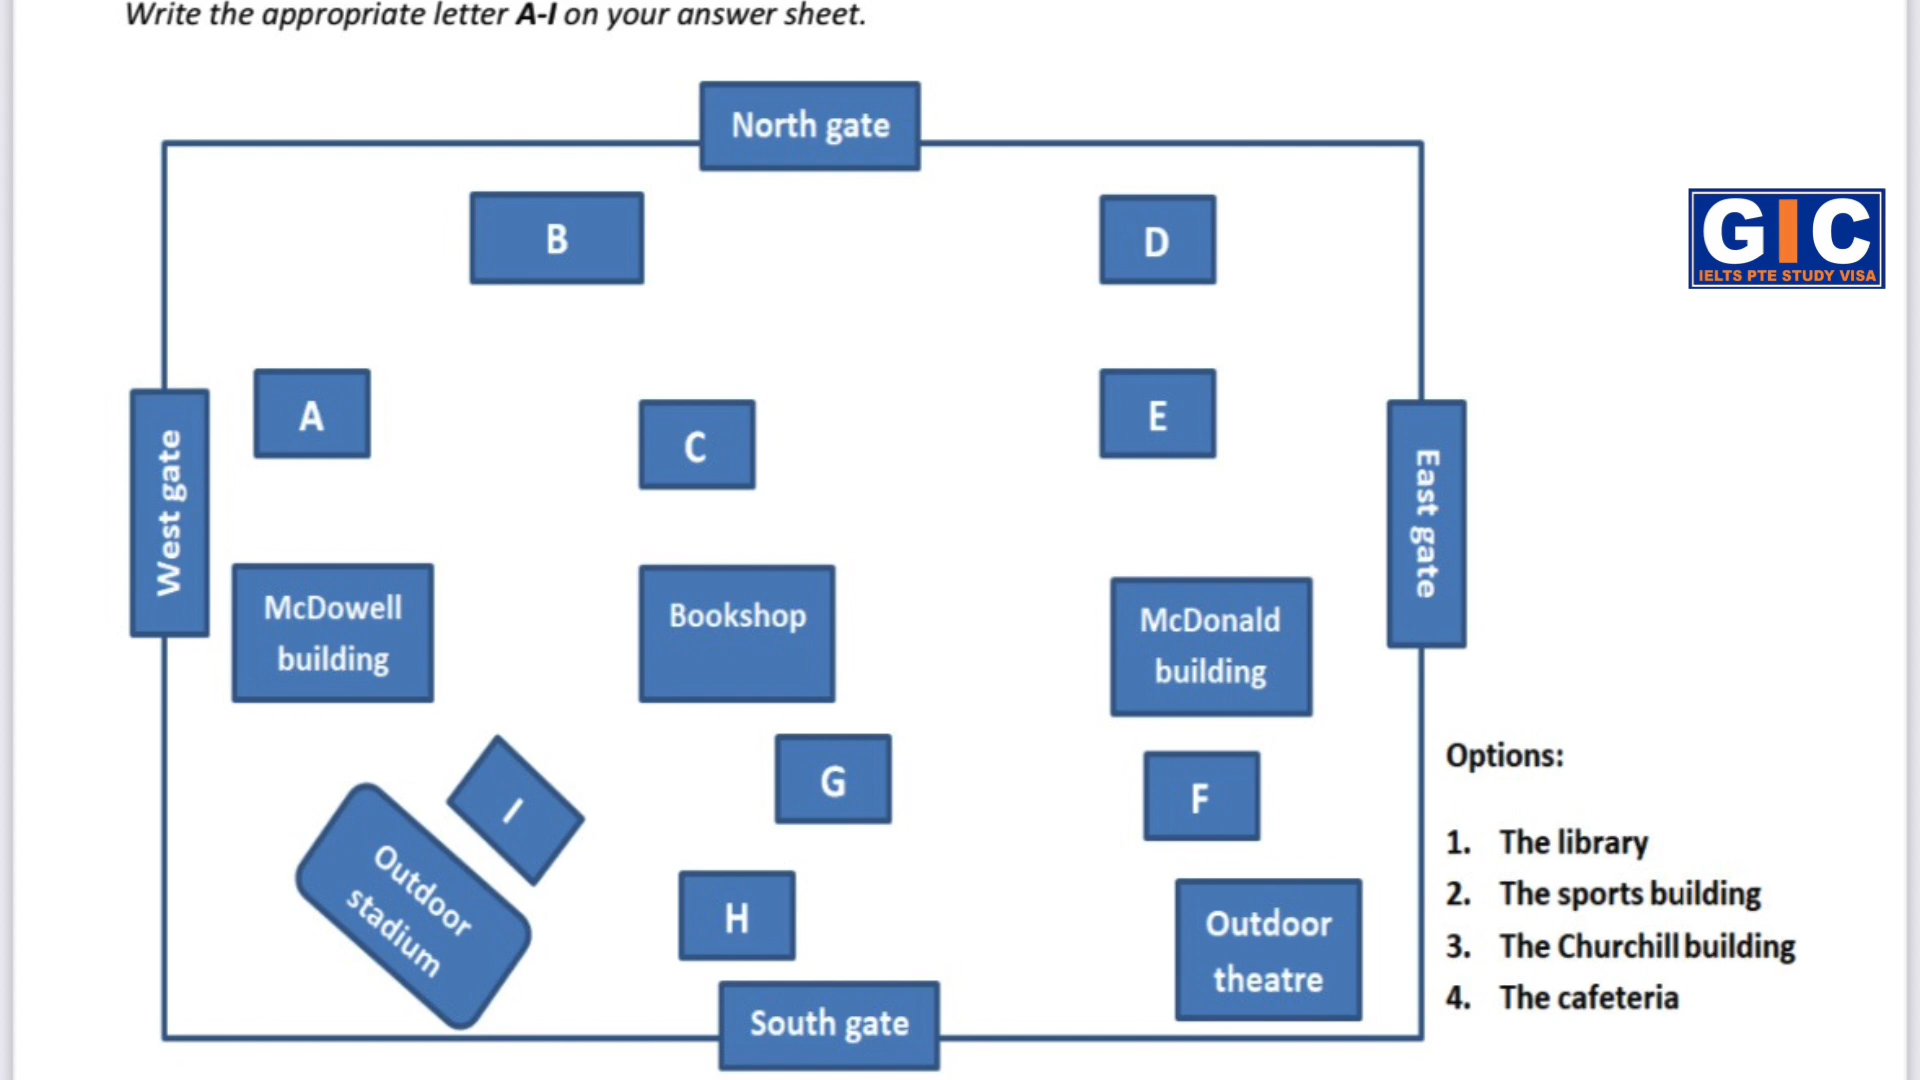 Write the appropriate letter A-I on your answer sheet.
North gate
B
D
GIC
IELTS PTE STUDY VISA
A
C
E
West gate
East gate
McDowell
building
Bookshop
McDonald
building
I
G
F
Options:
Outdoor
stadium
H
Outdoor
theatre
South gate
1. The library
2. The sports building
3. The Churchill building
4. The cafeteria